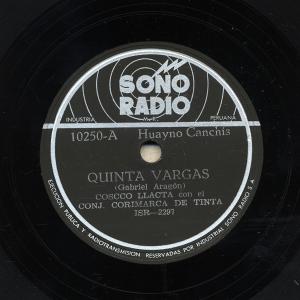 SONO
RADIO
INDUSTRIA PERUANA
10250-A Huayno Canchis
QUINTA VARGAS
(Gabriel Aragón)
COSCCO LLACTA con el
CONJ. CORIMARCA DE TINTA
ISR-2297
EJECUCION PUBLICA Y RADIOTRANSMISION RESERVADAS POR INDUSTRIAL SONO RADIO S A